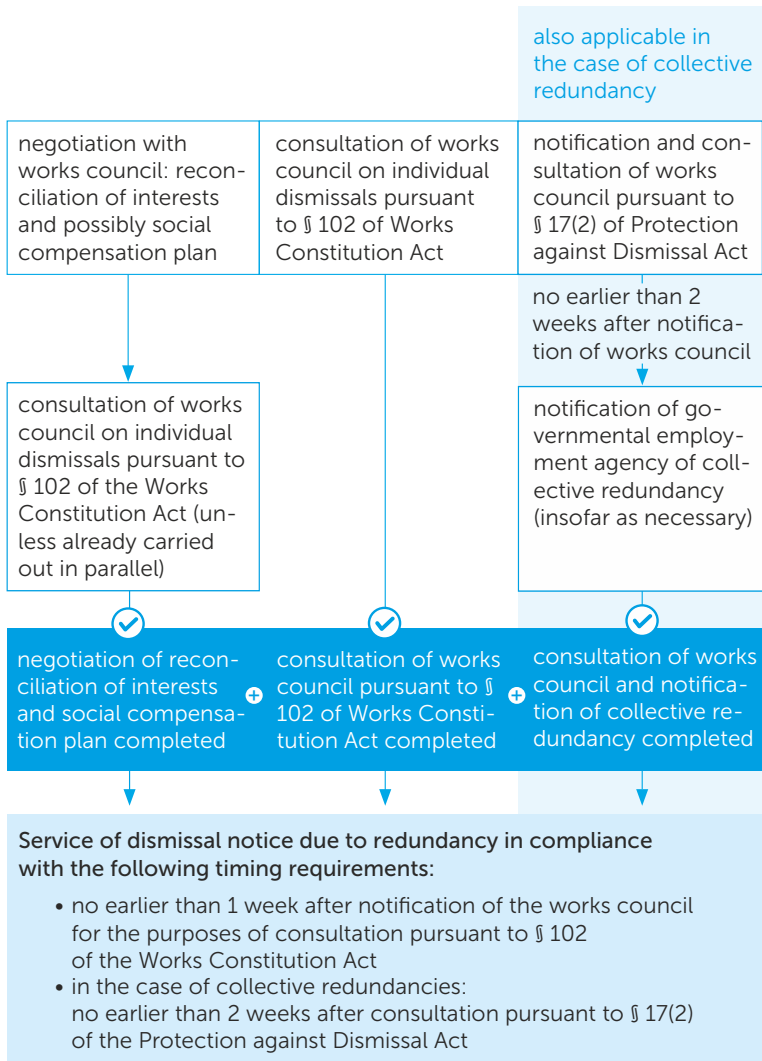 also applicable in
the case of collective
redundancy
negotiation with
works council: recon-
ciliation of interests
and possibly social
compensation plan
consultation of works
council on individual
dismissals pursuant
to § 102 of Works
Constitution Act
notification and con-
sultation of works
council pursuant to
§ 17(2) of Protection
against Dismissal Act
no earlier than 2
weeks after notifica-
tion of works council
consultation of works
council on individual
dismissals pursuant to
§ 102 of the Works
Constitution Act (un-
less already carried
out in parallel)
notification of go-
vernmental employ-
ment agency of coll-
ective redundancy
(insofar as necessary)
negotiation of recon-
ciliation of interests
and social compensa-
tion plan completed
consultation of works
council pursuant to §
102 of Works Consti-
tution Act completed
consultation of works
council and notifica-
tion of collective re-
dundancy completed
Service of dismissal notice due to redundancy in compliance
with the following timing requirements:
• no earlier than 1 week after notification of the works council
for the purposes of consultation pursuant to § 102
of the Works Constitution Act
• in the case of collective redundancies:
no earlier than 2 weeks after consultation pursuant to § 17(2)
of the Protection against Dismissal Act